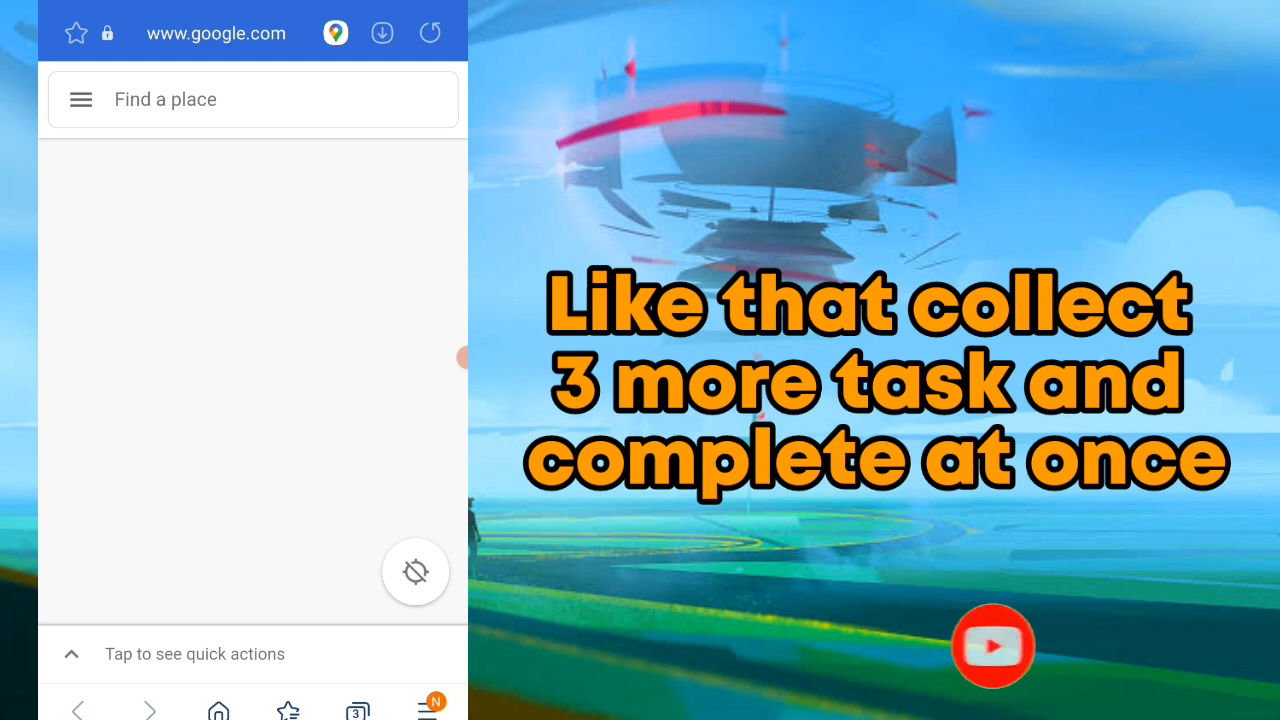 www.google.com
Find a place
Like that collect
3 more task and
complete at once
Tap to see quick actions
3
N